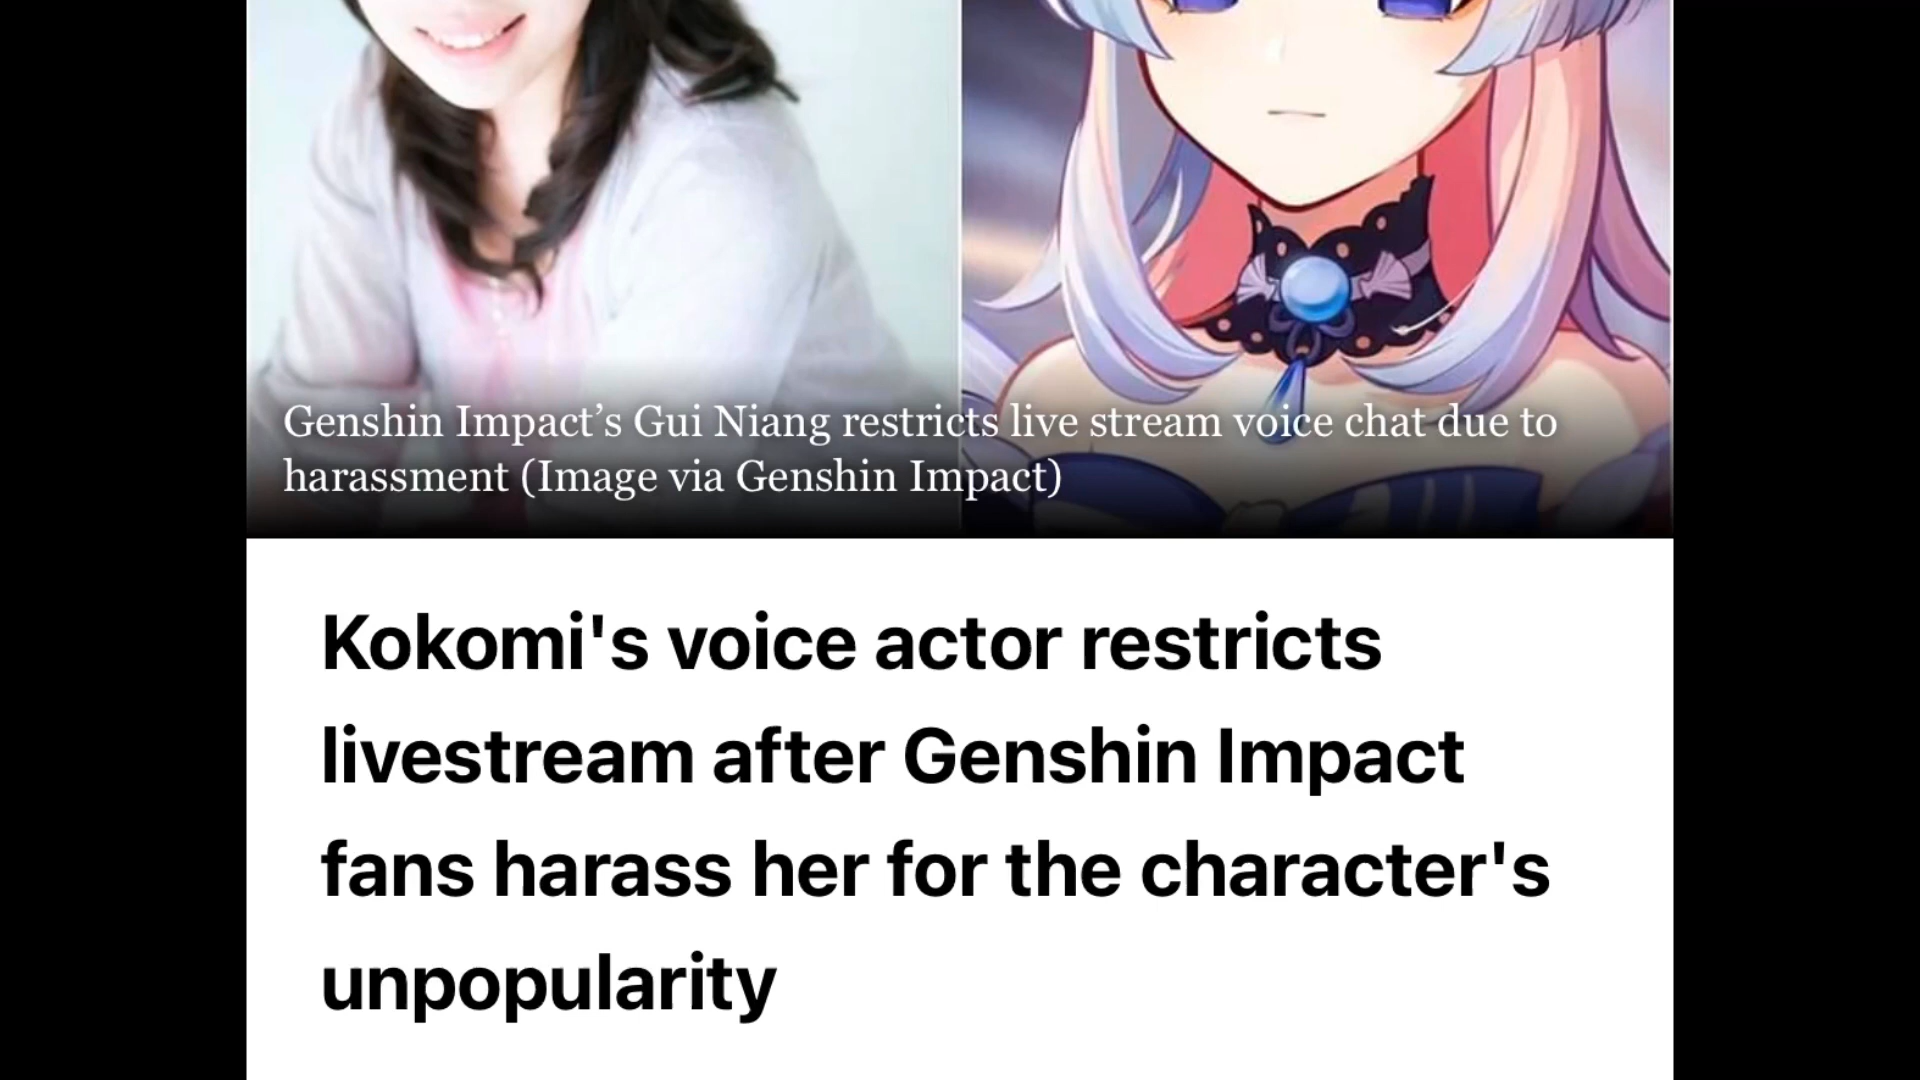 Genshin Impact’s Gui Niang restricts live stream voice chat due to
harassment (Image via Genshin Impact)
Kokomi's voice actor restricts
livestream after Genshin Impact
fans harass her for the character's
unpopularity